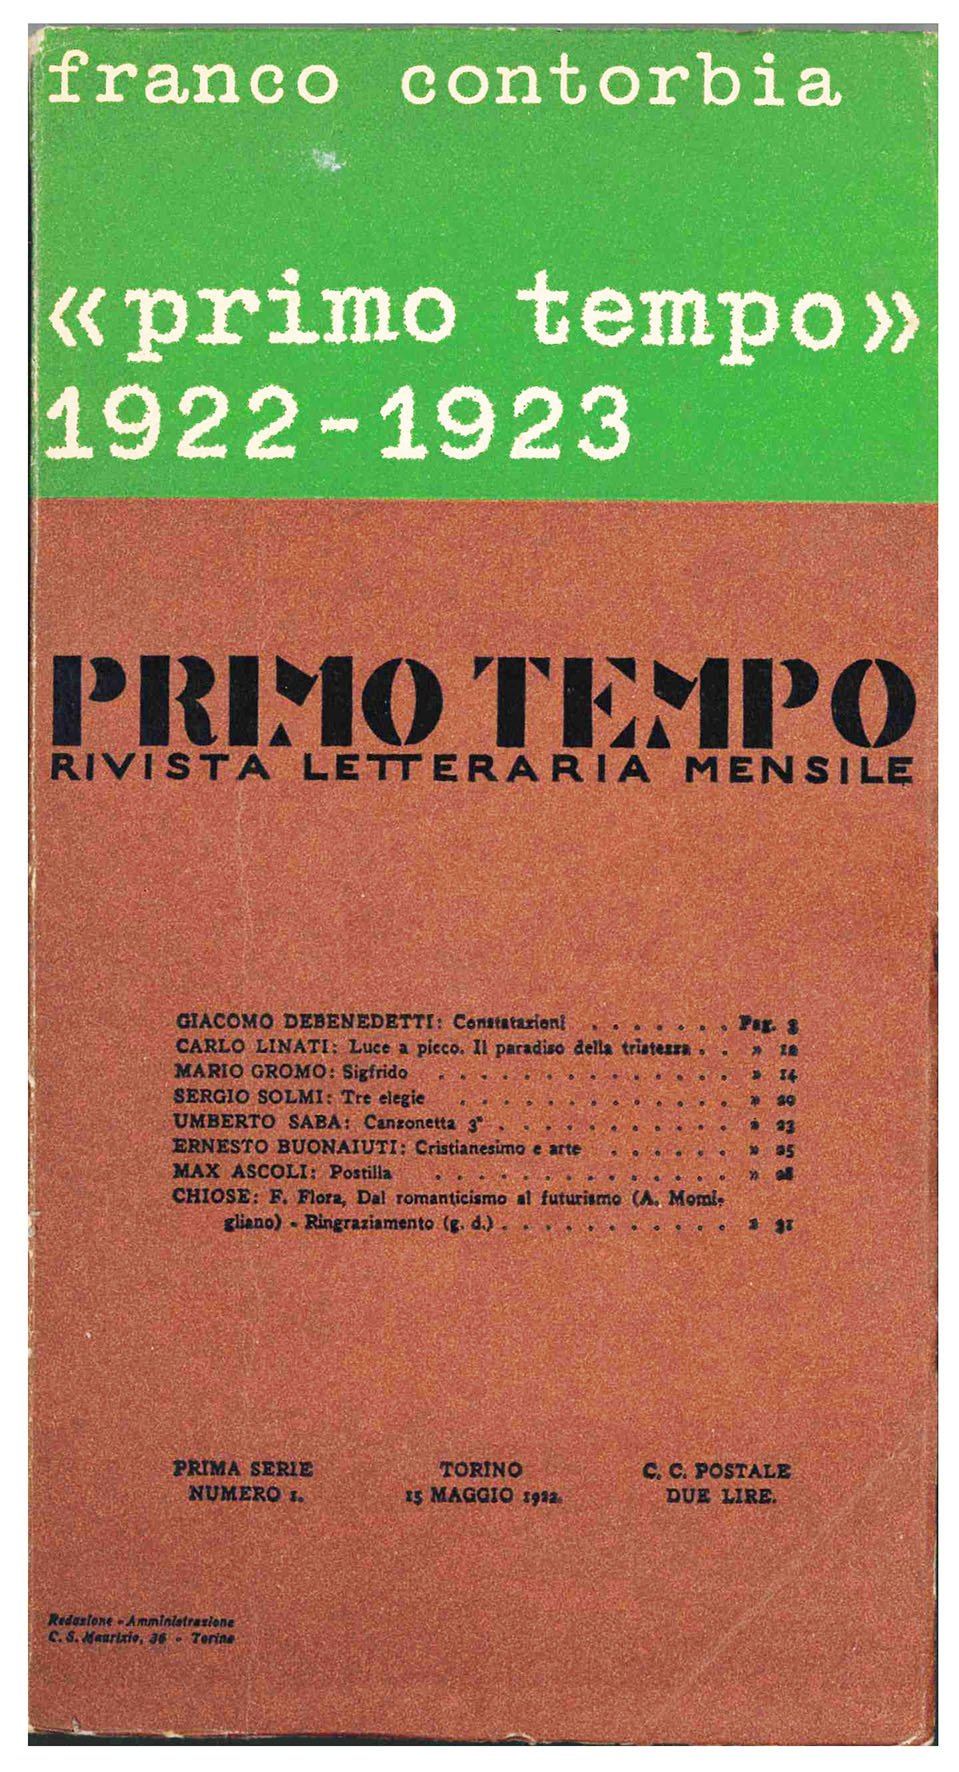 franco contorbia
«primo tempo»
1922-1923
PRIMO TEMPO
RIVISTA LETTERARIA MENSILE
GIACOMO DEBENEDETTI: Constatazioni . . . . . . . Pag. 3
CARLO LINATI: Luce a picco. Il paradiso della tristezza . . » 12
MARIO GROMO: Sigfrido . . . . . . . . . . . . . . » 14
SERGIO SOLMI: Tre elegie . . . . . . . . . . . . . » 20
UMBERTO SABA: Canzonetta 3ª . . . . . . . . . . . » 23
ERNESTO BUONAIUTI: Cristianesimo e arte . . . . . . » 25
MAX ASCOLI: Postilla . . . . . . . . . . . . . . »
CHIOSE: F. Flora, Dal romanticismo al futurismo (A. Momi-
gliano) - Ringraziamento (g. d.) . . . . . . . . . . . » 31
PRIMA SERIE TORINO C. C. POSTALE
NUMERO 1. 15 MAGGIO 1922. DUE LIRE.
Redazione - Amministrazione
C. S. Maurizio, 36 - Torino